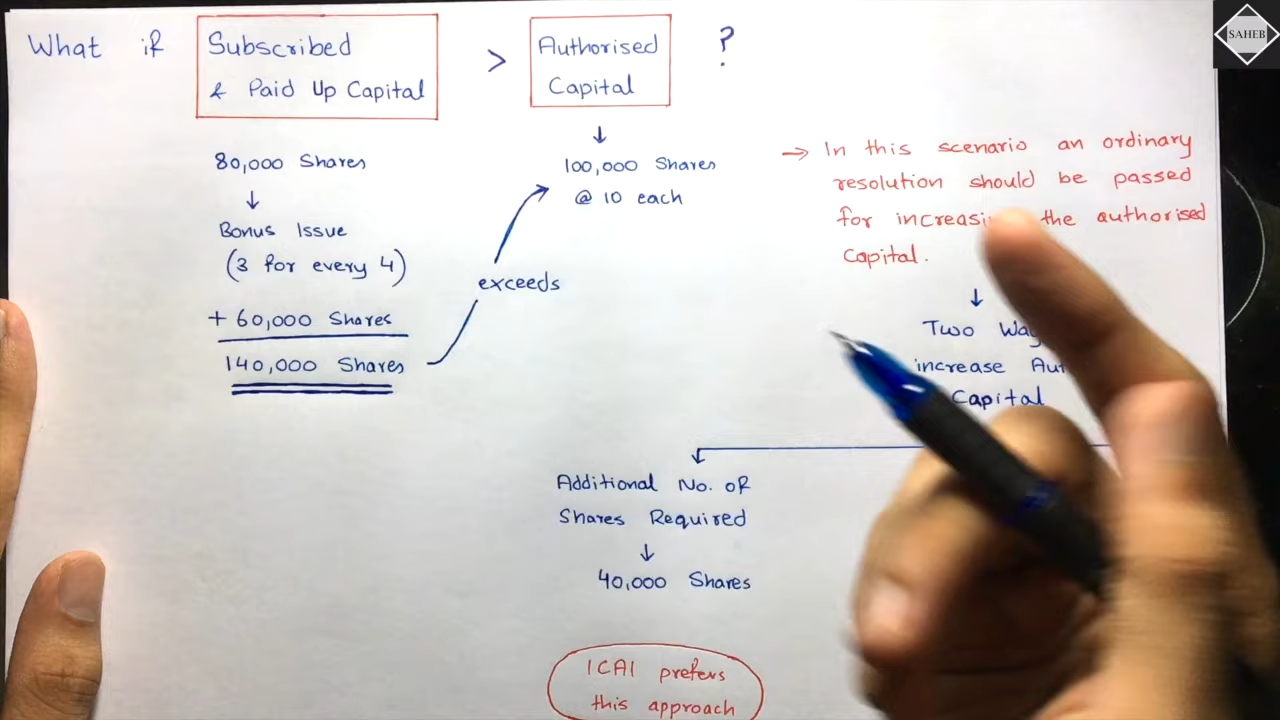 What if Subscribed & Paid Up Capital > Authorised Capital ?
80,000 Shares
↓
Bonus Issue
(3 for every 4)
+ 60,000 Shares
140,000 Shares
exceeds
↓
100,000 Shares
@ 10 each
→ In this scenario an ordinary
resolution should be passed
for the authorised
Capital.
↓
Two
increase
Capital
Additional No. of
Shares Required
↓
40,000 Shares
ICAI prefers
this approach
SAHEB